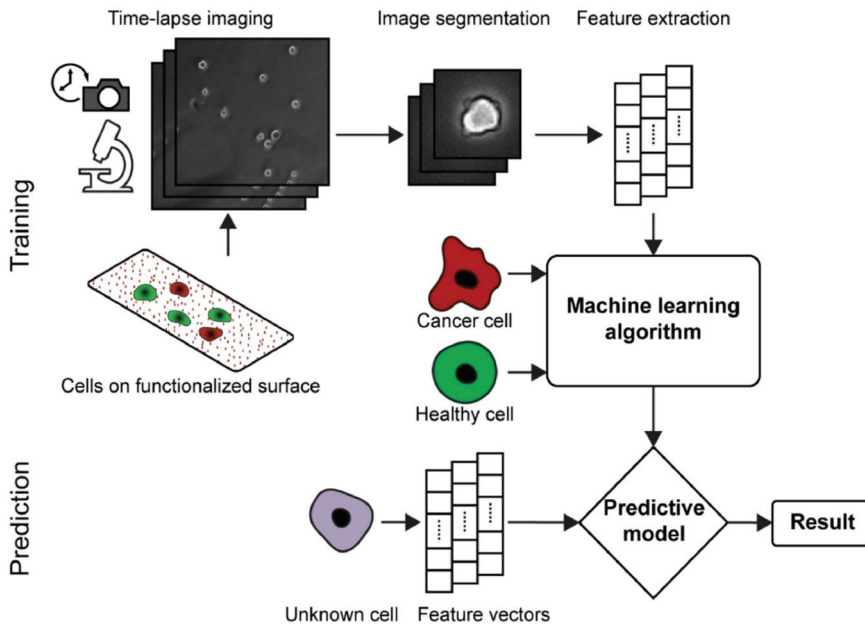 Time-lapse imaging
Image segmentation
Feature extraction
Training
Cells on functionalized surface
Cancer cell
Healthy cell
Machine learning
algorithm
Prediction
Unknown cell
Feature vectors
Predictive
model
Result